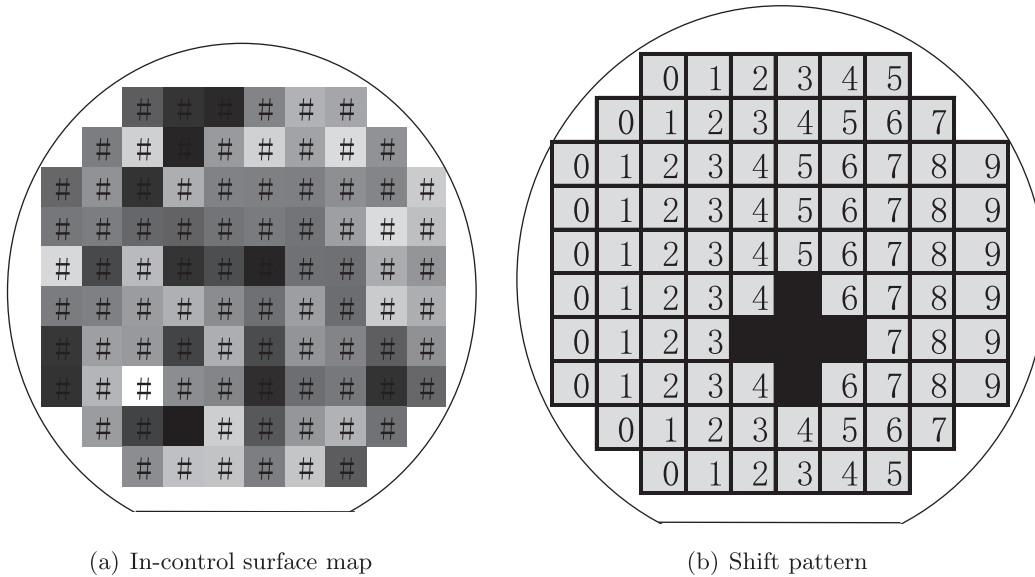 # # # # # #
# # # # # # # #
# # # # # # # # # #
# # # # # # # # # #
# # # # # # # # # #
# # # # # # # # # #
# # # # # # # # # #
# # # # # # # # # #
# # # # # # # #
# # # # # #
(a) In-control surface map
0 1 2 3 4 5
0 1 2 3 4 5 6 7
0 1 2 3 4 5 6 7 8 9
0 1 2 3 4 5 6 7 8 9
0 1 2 3 4 5 6 7 8 9
0 1 2 3 4 6 7 8 9
0 1 2 3 7 8 9
0 1 2 3 4 6 7 8 9
0 1 2 3 4 5 6 7
0 1 2 3 4 5
(b) Shift pattern